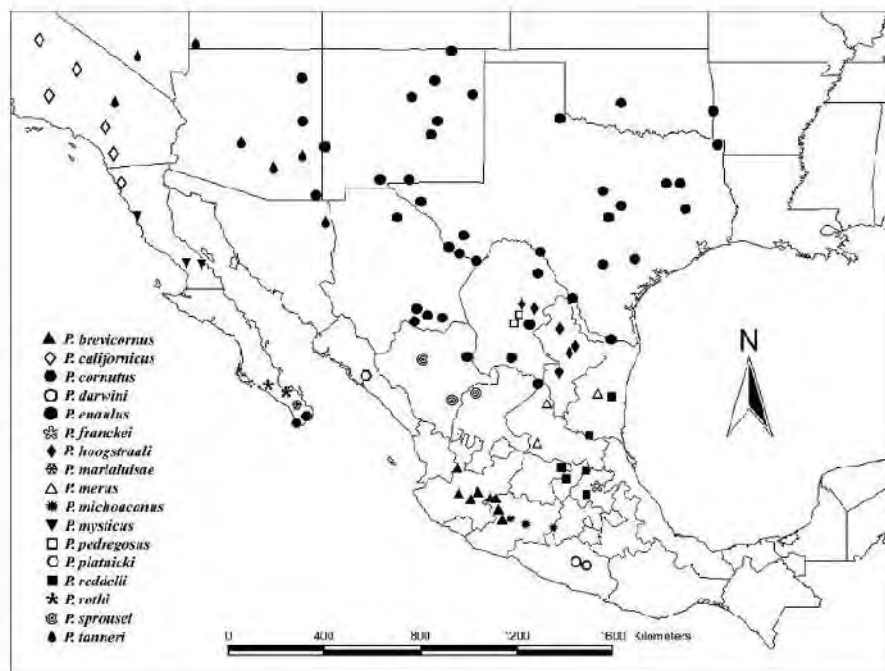 N
P. brevicornus
P. californicus
P. cornutus
P. darwini
P. enaulus
P. franckei
P. hoogstraali
P. marialuisae
P. merus
P. michoacanus
P. mysticus
P. pedregosus
P. platnicki
P. reddelli
P. rothi
P. sprousei
P. tanneri
0 400 800 1200 1600 Kilometers